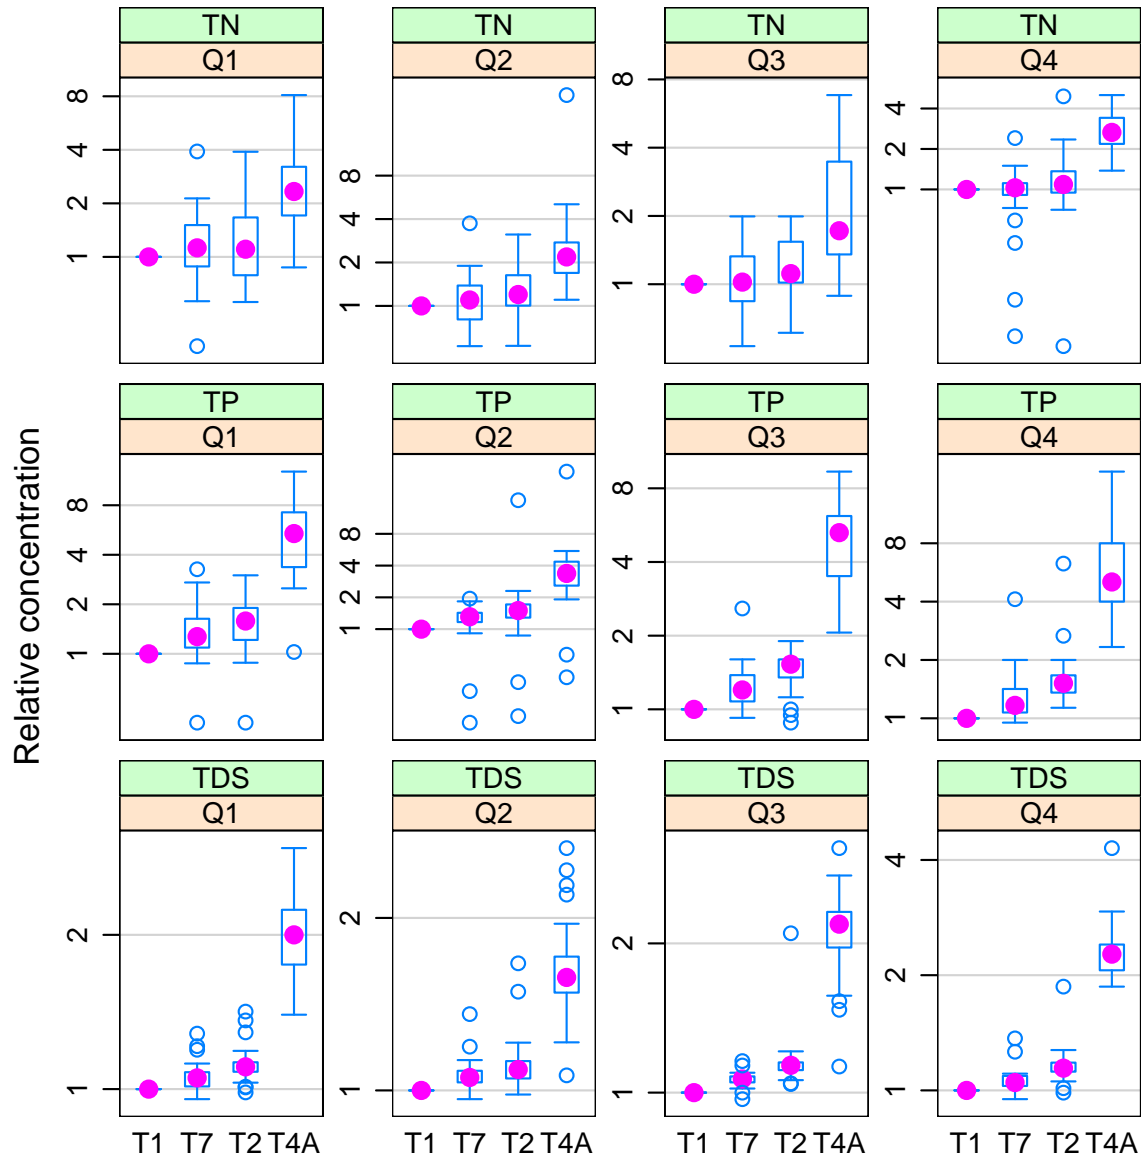 TN TN TN TN
Q1 Q2 Q3 Q4
8 4 2 1
8 4 2 1
8 4 2 1
4 2 1
TP TP TP TP
Q1 Q2 Q3 Q4
8 4 2 1
8 4 2 1
8 4 2 1
8 4 2 1
Relative concentration
TDS TDS TDS TDS
Q1 Q2 Q3 Q4
2 1
2 1
2 1
4 2 1
T1 T7 T2 T4A T1 T7 T2 T4A T1 T7 T2 T4A T1 T7 T2 T4A